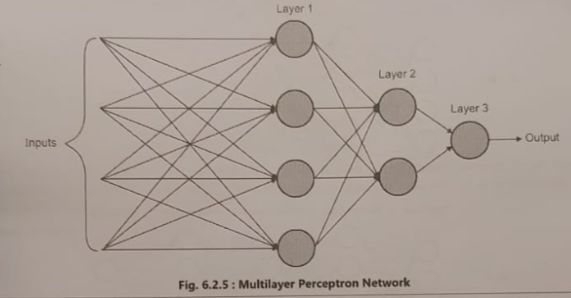 Layer 1
Layer 2
Layer 3
Inputs
Output
Fig. 6.2.5 : Multilayer Perceptron Network